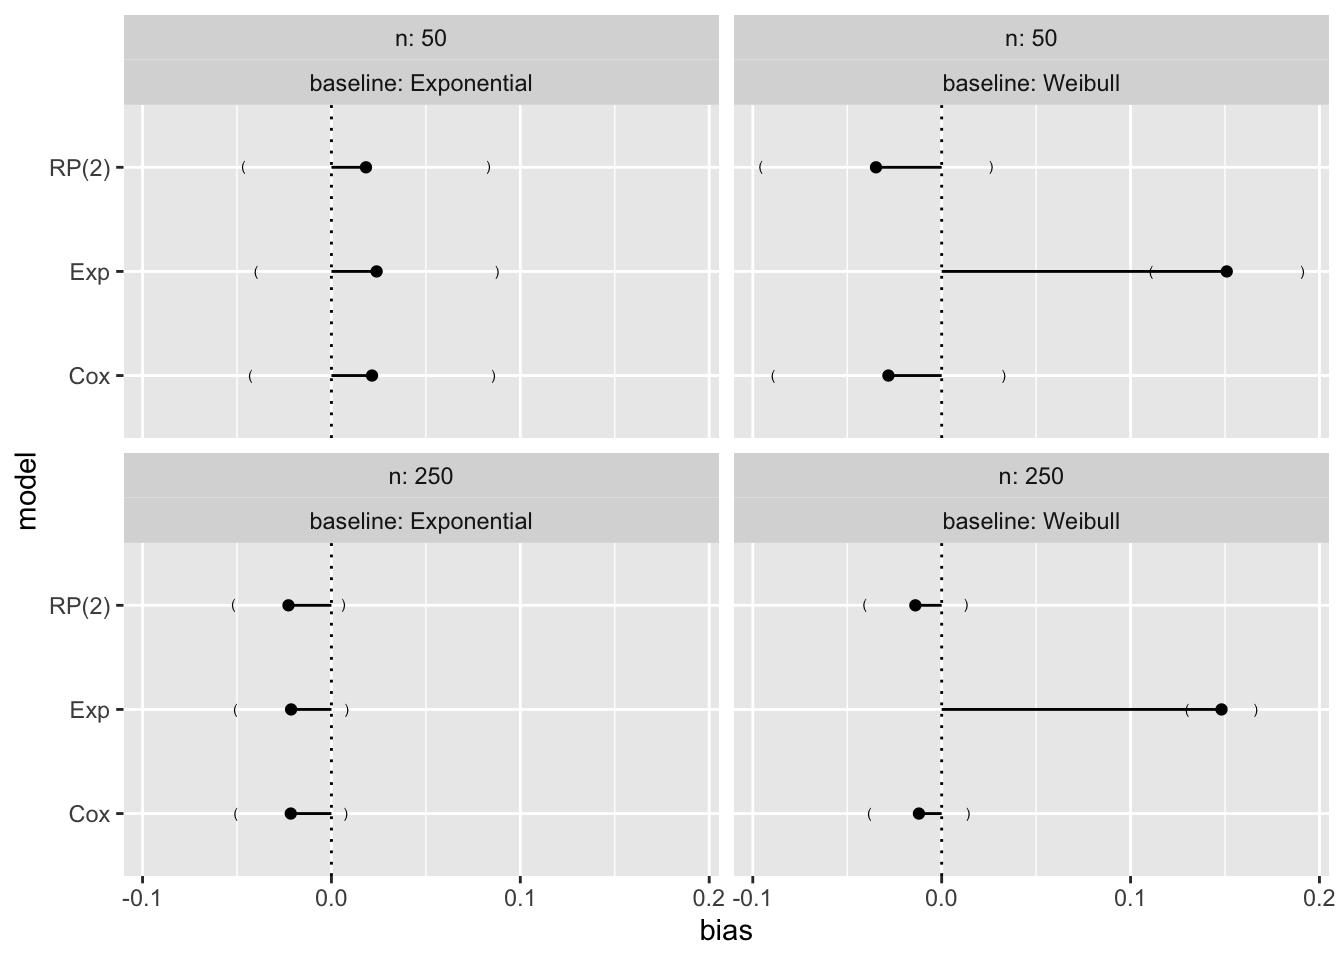 n: 50
n: 50
baseline: Exponential
baseline: Weibull
RP(2)
( )
( )
Exp
( )
( )
Cox
( )
( )
n: 250
n: 250
baseline: Exponential
baseline: Weibull
RP(2)
( )
( )
Exp
( )
( )
Cox
( )
( )
-0.1 0.0 0.1 0.2
-0.1 0.0 0.1 0.2
bias
model